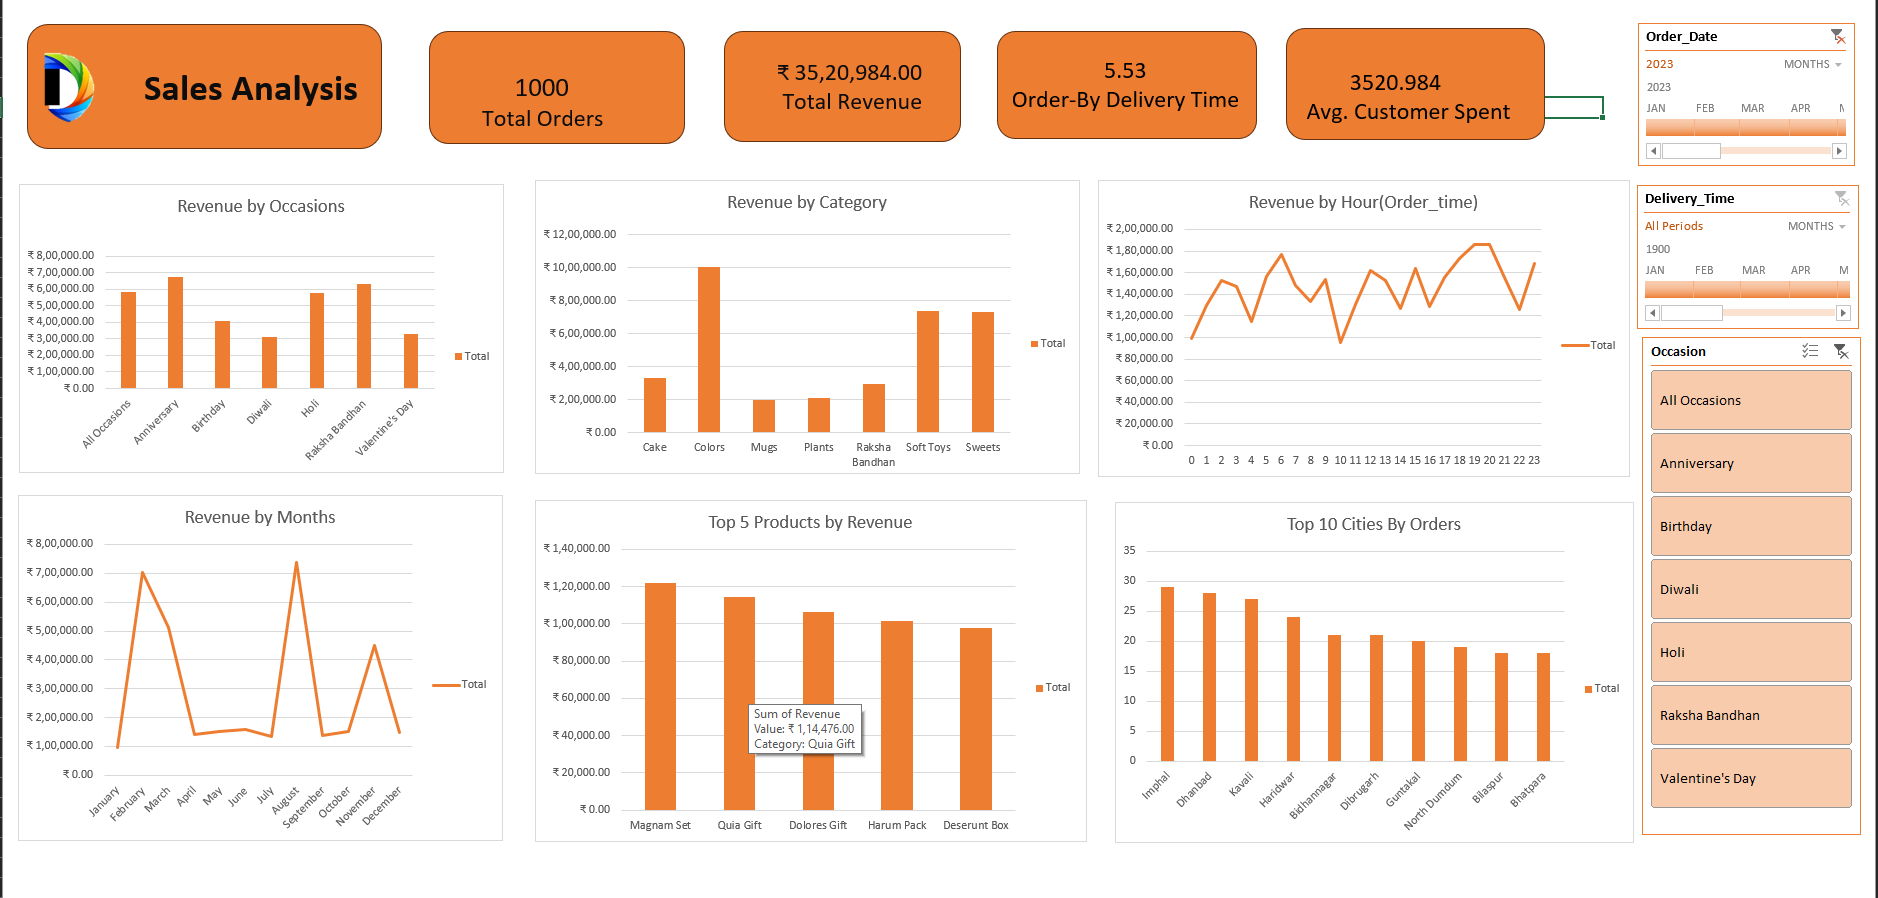 Sales Analysis
1000
Total Orders
₹ 35,20,984.00
Total Revenue
5.53
Order-By Delivery Time
3520.984
Avg. Customer Spent
Order_Date
2023
MONTHS
2023
JAN FEB MAR APR
Delivery_Time
All Periods
MONTHS
1900
JAN FEB MAR APR M
Occasion
All Occasions
Anniversary
Birthday
Diwali
Holi
Raksha Bandhan
Valentine's Day
Revenue by Occasions
₹ 8,00,000.00
₹ 7,00,000.00
₹ 6,00,000.00
₹ 5,00,000.00
₹ 4,00,000.00
₹ 3,00,000.00
₹ 2,00,000.00
₹ 1,00,000.00
₹ 0.00
All Occasions
Anniversary
Birthday
Diwali
Holi
Raksha Bandhan
Valentine's Day
Total
Revenue by Category
₹ 12,00,000.00
₹ 10,00,000.00
₹ 8,00,000.00
₹ 6,00,000.00
₹ 4,00,000.00
₹ 2,00,000.00
₹ 0.00
Cake Colors Mugs Plants Raksha Bandhan Soft Toys Sweets
Total
Revenue by Hour(Order_time)
₹ 2,00,000.00
₹ 1,80,000.00
₹ 1,60,000.00
₹ 1,40,000.00
₹ 1,20,000.00
₹ 1,00,000.00
₹ 80,000.00
₹ 60,000.00
₹ 40,000.00
₹ 20,000.00
₹ 0.00
0 1 2 3 4 5 6 7 8 9 10 11 12 13 14 15 16 17 18 19 20 21 22 23
Total
Revenue by Months
₹ 8,00,000.00
₹ 7,00,000.00
₹ 6,00,000.00
₹ 5,00,000.00
₹ 4,00,000.00
₹ 3,00,000.00
₹ 2,00,000.00
₹ 1,00,000.00
₹ 0.00
January
February
March
April
May
June
July
August
September
October
November
December
Total
Top 5 Products by Revenue
₹ 1,40,000.00
₹ 1,20,000.00
₹ 1,00,000.00
₹ 80,000.00
₹ 60,000.00
₹ 40,000.00
₹ 20,000.00
₹ 0.00
Magnam Set Quia Gift Dolores Gift Harum Pack Deserunt Box
Sum of Revenue
Value: ₹ 1,14,476.00
Category: Quia Gift
Total
Top 10 Cities By Orders
35
30
25
20
15
10
5
0
Imphal
Dhanbad
Kavali
Haridwar
Bidhannagar
Dibrugarh
Guntakal
North Dumdum
Bilaspur
Bhatpara
Total